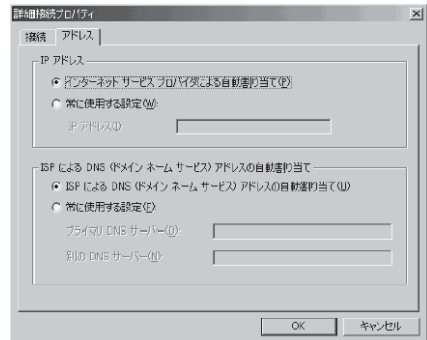 詳細接続プロパティ
接続 アドレス
IP アドレス
インターネット サービス プロバイダによる自動割り当て(P)
常に使用する設定(W):
IP アドレス(I):
ISP による DNS (ドメイン ネーム サービス) アドレスの自動割り当て
ISP による DNS (ドメイン ネーム サービス) アドレスの自動割り当て(U)
常に使用する設定(F):
プライマリ DNS サーバー(D):
別の DNS サーバー(N):
OK キャンセル